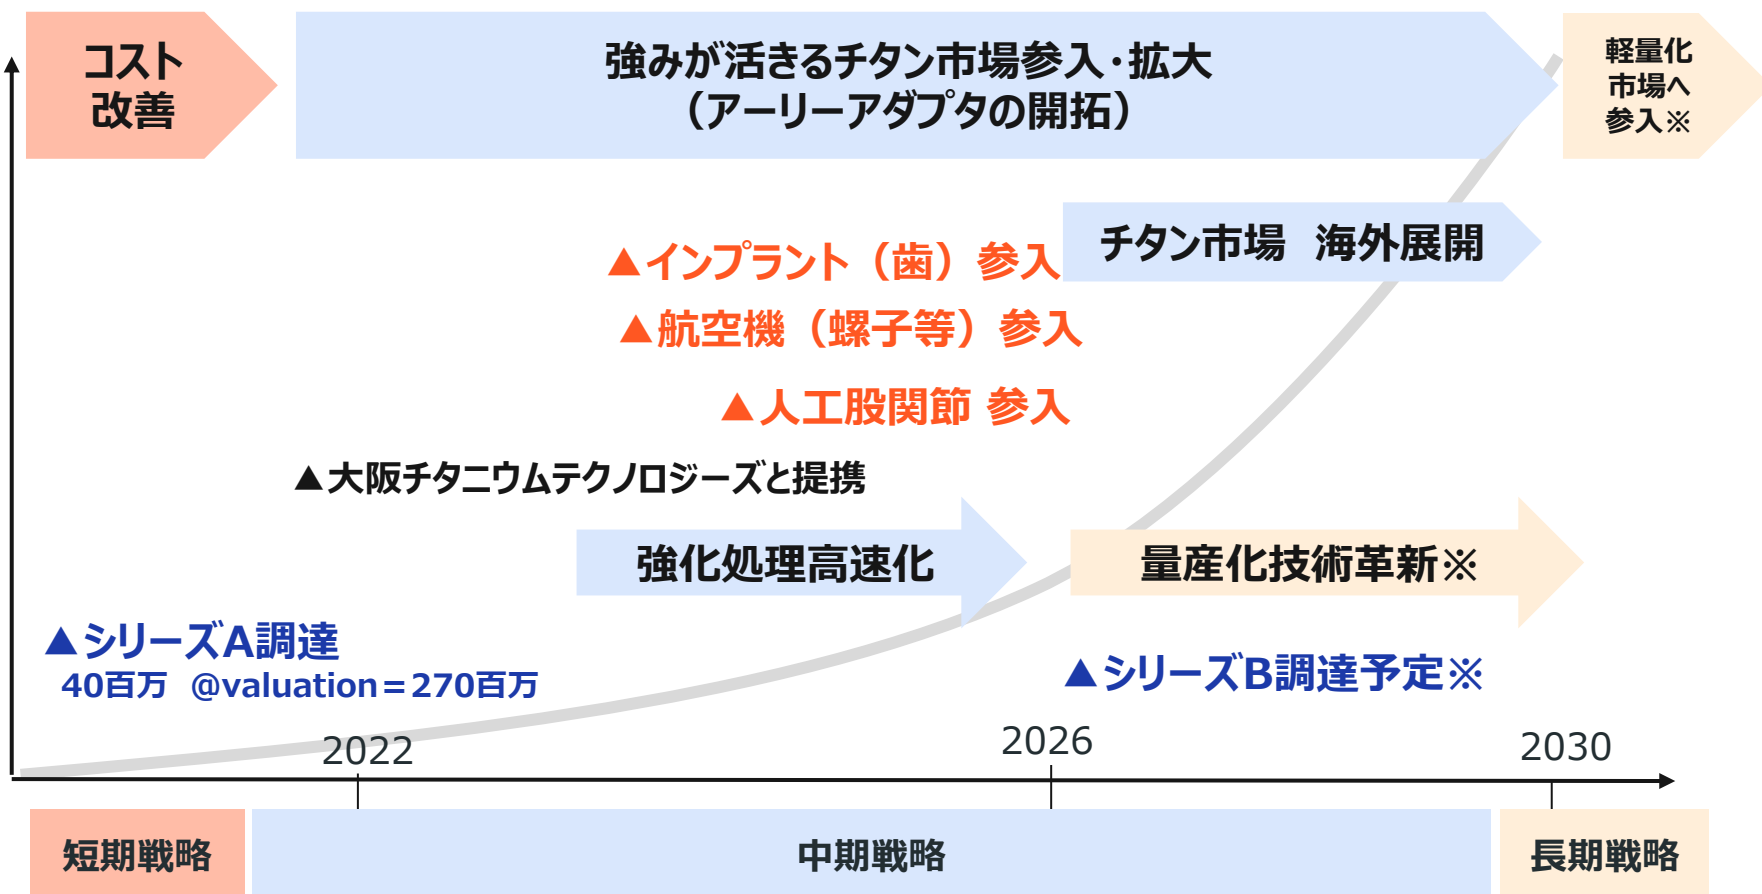 コスト
改善
強みが活きるチタン市場参入・拡大
（アーリーアダプタの開拓）
軽量化
市場へ
参入※
チタン市場　海外展開
▲インプラント（歯）参入
▲航空機（螺子等）参入
▲人工股関節 参入
▲大阪チタニウムテクノロジーズと提携
強化処理高速化
量産化技術革新※
▲シリーズA調達
40百万　@valuation＝270百万
▲シリーズB調達予定※
2022
2026
2030
短期戦略
中期戦略
長期戦略